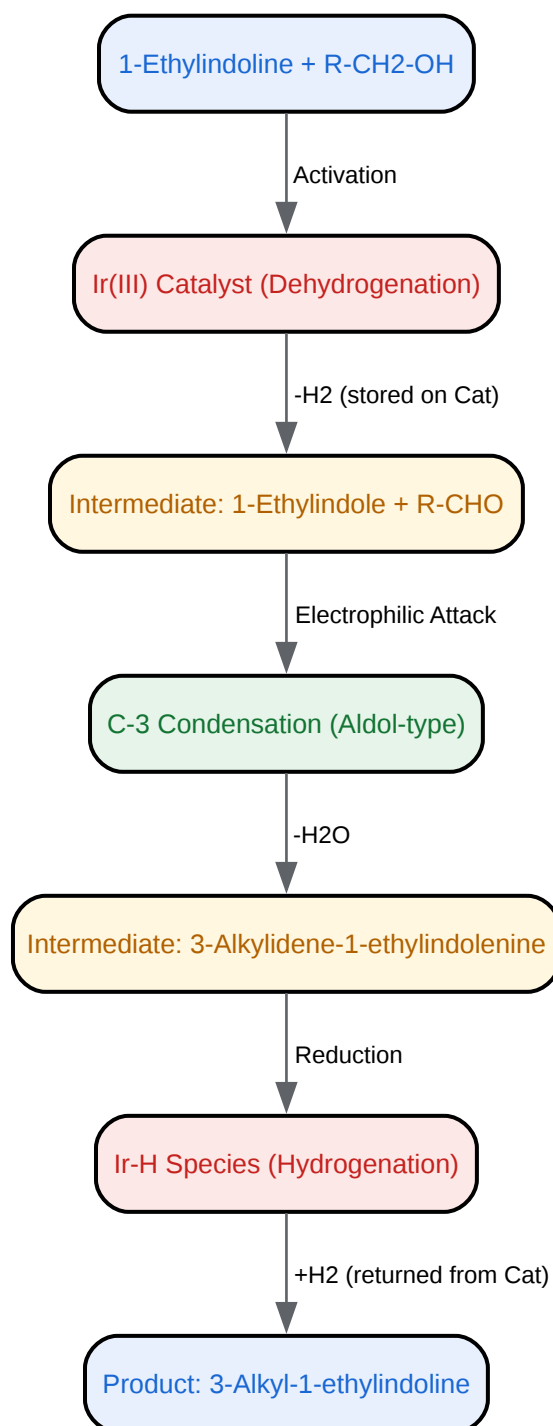 1-Ethylindoline + R-CH2-OH
Activation
Ir(III) Catalyst (Dehydrogenation)
-H2 (stored on Cat)
Intermediate: 1-Ethylindole + R-CHO
Electrophilic Attack
C-3 Condensation (Aldol-type)
-H2O
Intermediate: 3-Alkylidene-1-ethylindolenine
Reduction
Ir-H Species (Hydrogenation)
+H2 (returned from Cat)
Product: 3-Alkyl-1-ethylindoline